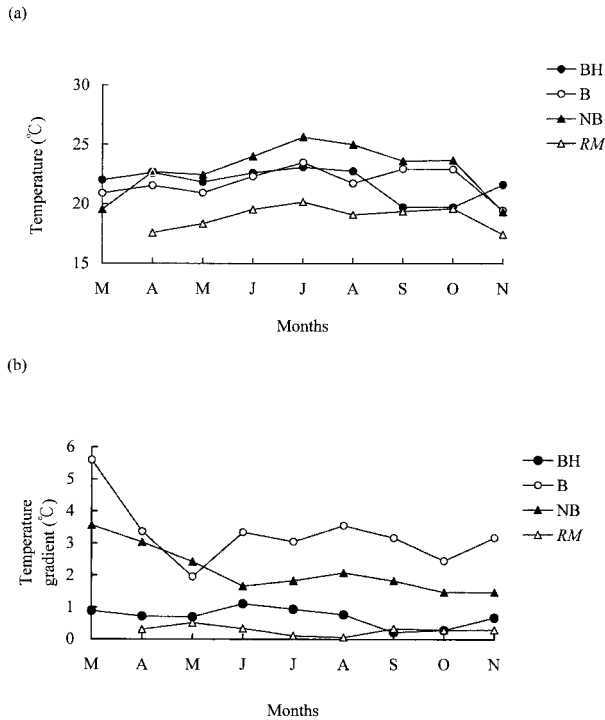 (a)
Temperature (℃)
30
25
20
15
M A M J J A S O N
Months
BH
B
NB
RM
(b)
Temperature
gradient (℃)
6
5
4
3
2
1
0
M A M J J A S O N
Months
BH
B
NB
RM